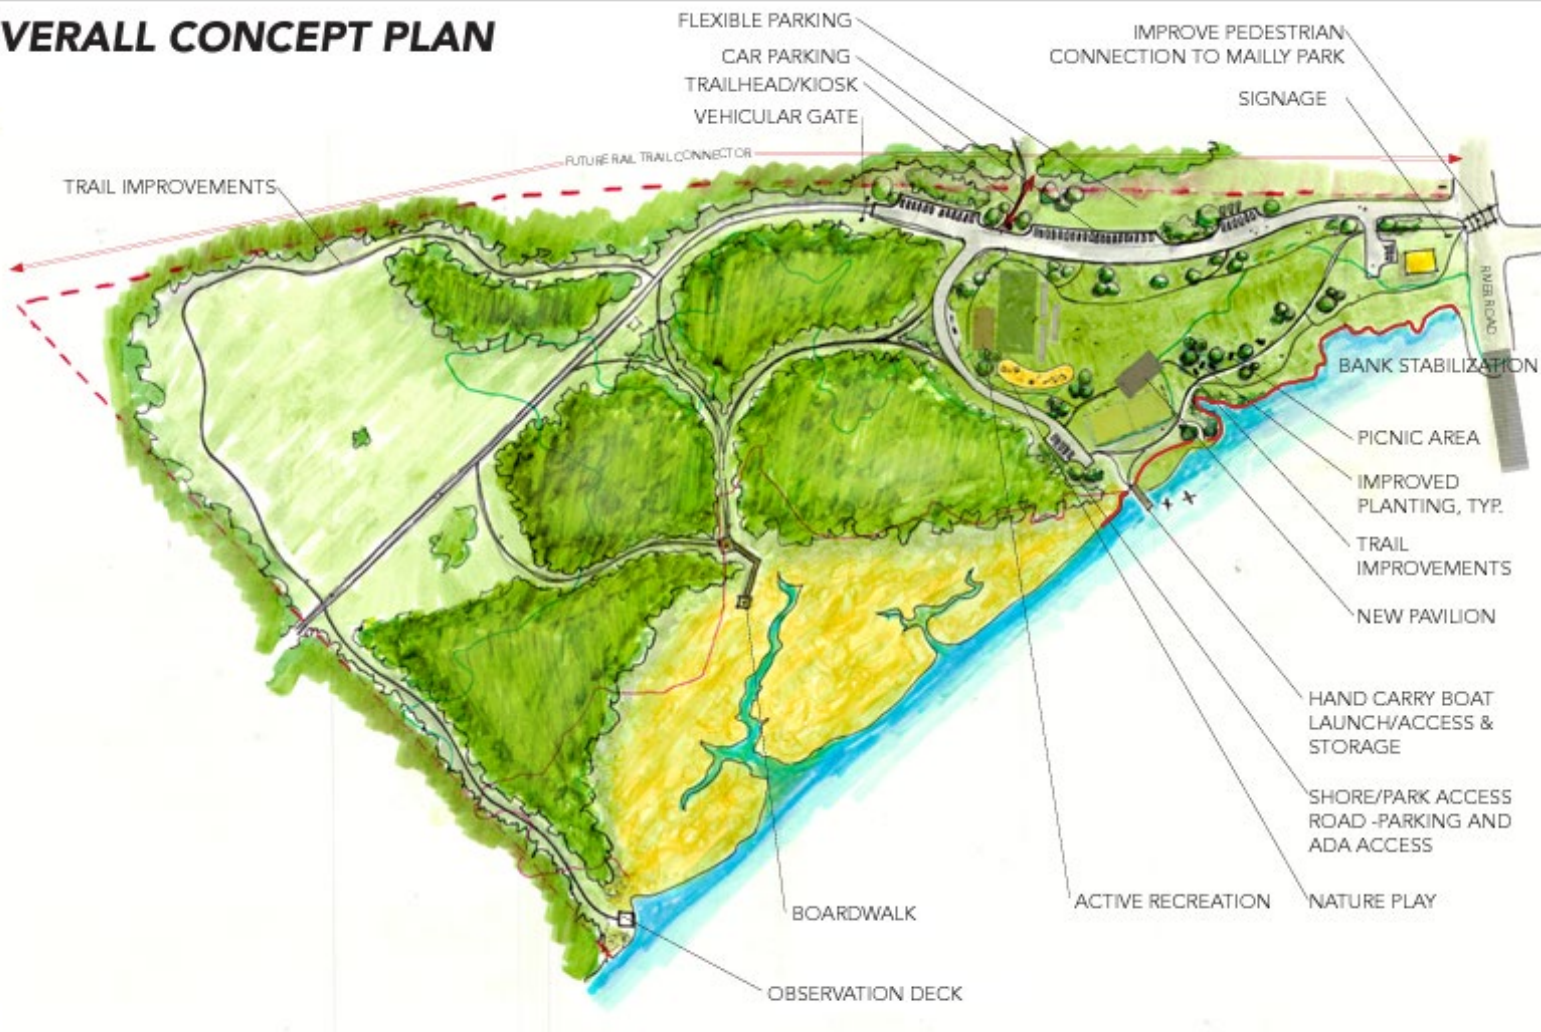 VERALL CONCEPT PLAN
FLEXIBLE PARKING
CAR PARKING
TRAILHEAD/KIOSK
VEHICULAR GATE
IMPROVE PEDESTRIAN
CONNECTION TO MAILLY PARK
SIGNAGE
FUTURE RAIL TRAIL CONNECTOR
TRAIL IMPROVEMENTS
RIVER ROAD
BANK STABILIZATION
PICNIC AREA
IMPROVED
PLANTING, TYP.
TRAIL
IMPROVEMENTS
NEW PAVILION
HAND CARRY BOAT
LAUNCH/ACCESS &
STORAGE
SHORE/PARK ACCESS
ROAD -PARKING AND
ADA ACCESS
ACTIVE RECREATION
NATURE PLAY
BOARDWALK
OBSERVATION DECK